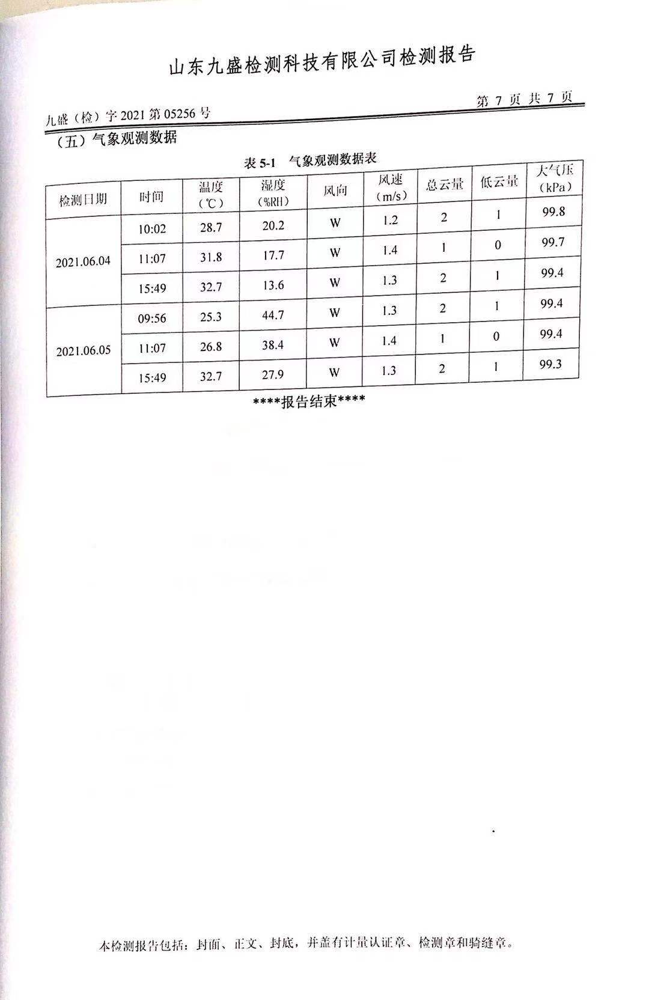 山东九盛检测科技有限公司检测报告
九盛（检）字 2021 第 05256 号 第 7 页 共 7 页
（五）气象观测数据
表 5-1 气象观测数据表
检测日期 时间 温度（℃） 湿度（%RH） 风向 风速（m/s） 总云量 低云量 大气压（kPa）
2021.06.04 10:02 28.7 20.2 W 1.2 2 1 99.8
11:07 31.8 17.7 W 1.4 1 0 99.7
15:49 32.7 13.6 W 1.3 2 1 99.4
2021.06.05 09:56 25.3 44.7 W 1.3 2 1 99.4
11:07 26.8 38.4 W 1.4 1 0 99.4
15:49 32.7 27.9 W 1.3 2 1 99.3
****报告结束****
本检测报告包括：封面、正文、封底，并盖有计量认证章、检测章和骑缝章。